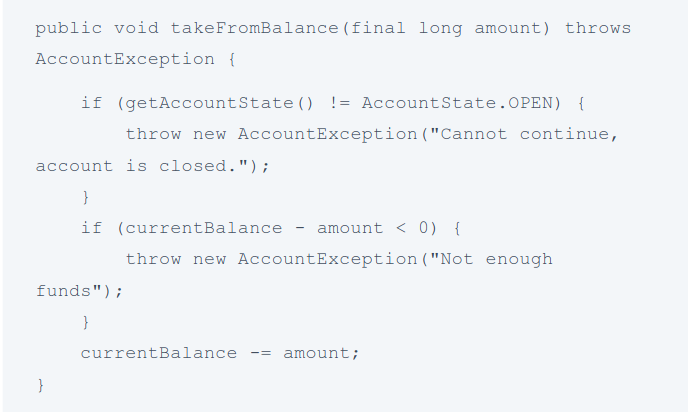 public void takeFromBalance(final long amount) throws
AccountException {
if (getAccountState() != AccountState.OPEN) {
throw new AccountException("Cannot continue,
account is closed.");
}
if (currentBalance - amount < 0) {
throw new AccountException("Not enough
funds");
}
currentBalance -= amount;
}